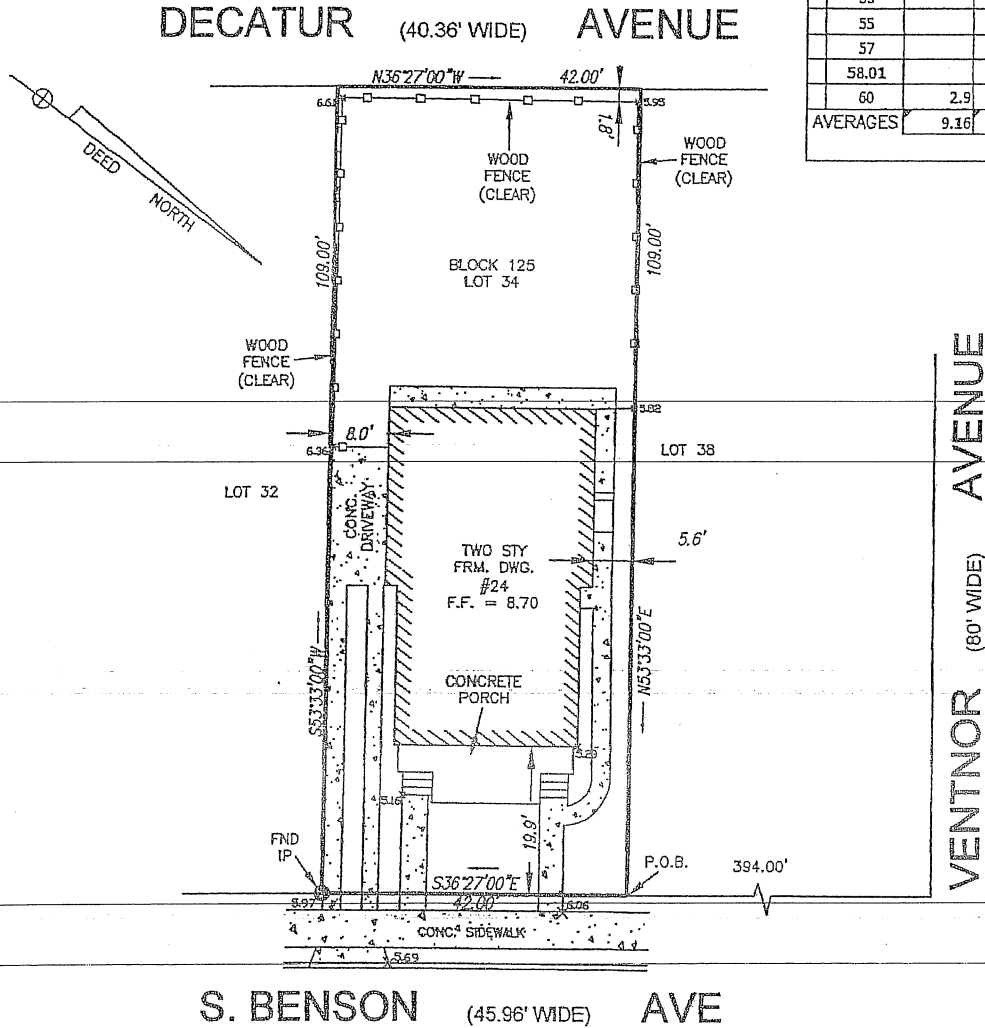 DECATUR (40.36' WIDE) AVENUE
55
57
58.01
60 2.9
AVERAGES 9.16
N36°27'00"W 42.00'
6.61
5.95
1.8'
DEED NORTH
WOOD
FENCE
(CLEAR)
WOOD
FENCE
(CLEAR)
109.00'
BLOCK 125
LOT 34
109.00'
WOOD
FENCE
(CLEAR)
8.0'
5.82
6.36
LOT 38
LOT 32
CONC.
DRIVEWAY
TWO STY
FRM. DWG.
#24
F.F. = 8.70
5.6'
S53°33'00"W
N53°33'00"E
CONCRETE
PORCH
5.16
19.9'
FND
IP
P.O.B.
394.00'
S36°27'00"E
5.97
42.00'
6.06
CONC. SIDEWALK
5.69
S. BENSON (45.96' WIDE) AVE
VENTNOR (80' WIDE) AVENUE